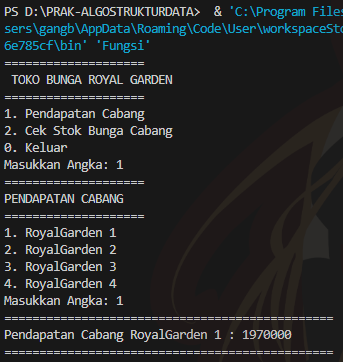 PS D:\PRAK-ALGOSTRUKTURDATA>  & 'C:\Program Files
sers\gangb\AppData\Roaming\Code\User\workspaceSto
6e785cf\bin' 'Fungsi'
====================
 TOKO BUNGA ROYAL GARDEN
====================
1. Pendapatan Cabang
2. Cek Stok Bunga Cabang
0. Keluar
Masukkan Angka: 1
====================
PENDAPATAN CABANG
====================
1. RoyalGarden 1
2. RoyalGarden 2
3. RoyalGarden 3
4. RoyalGarden 4
Masukkan Angka: 1
===============================================
Pendapatan Cabang RoyalGarden 1 : 1970000
===============================================